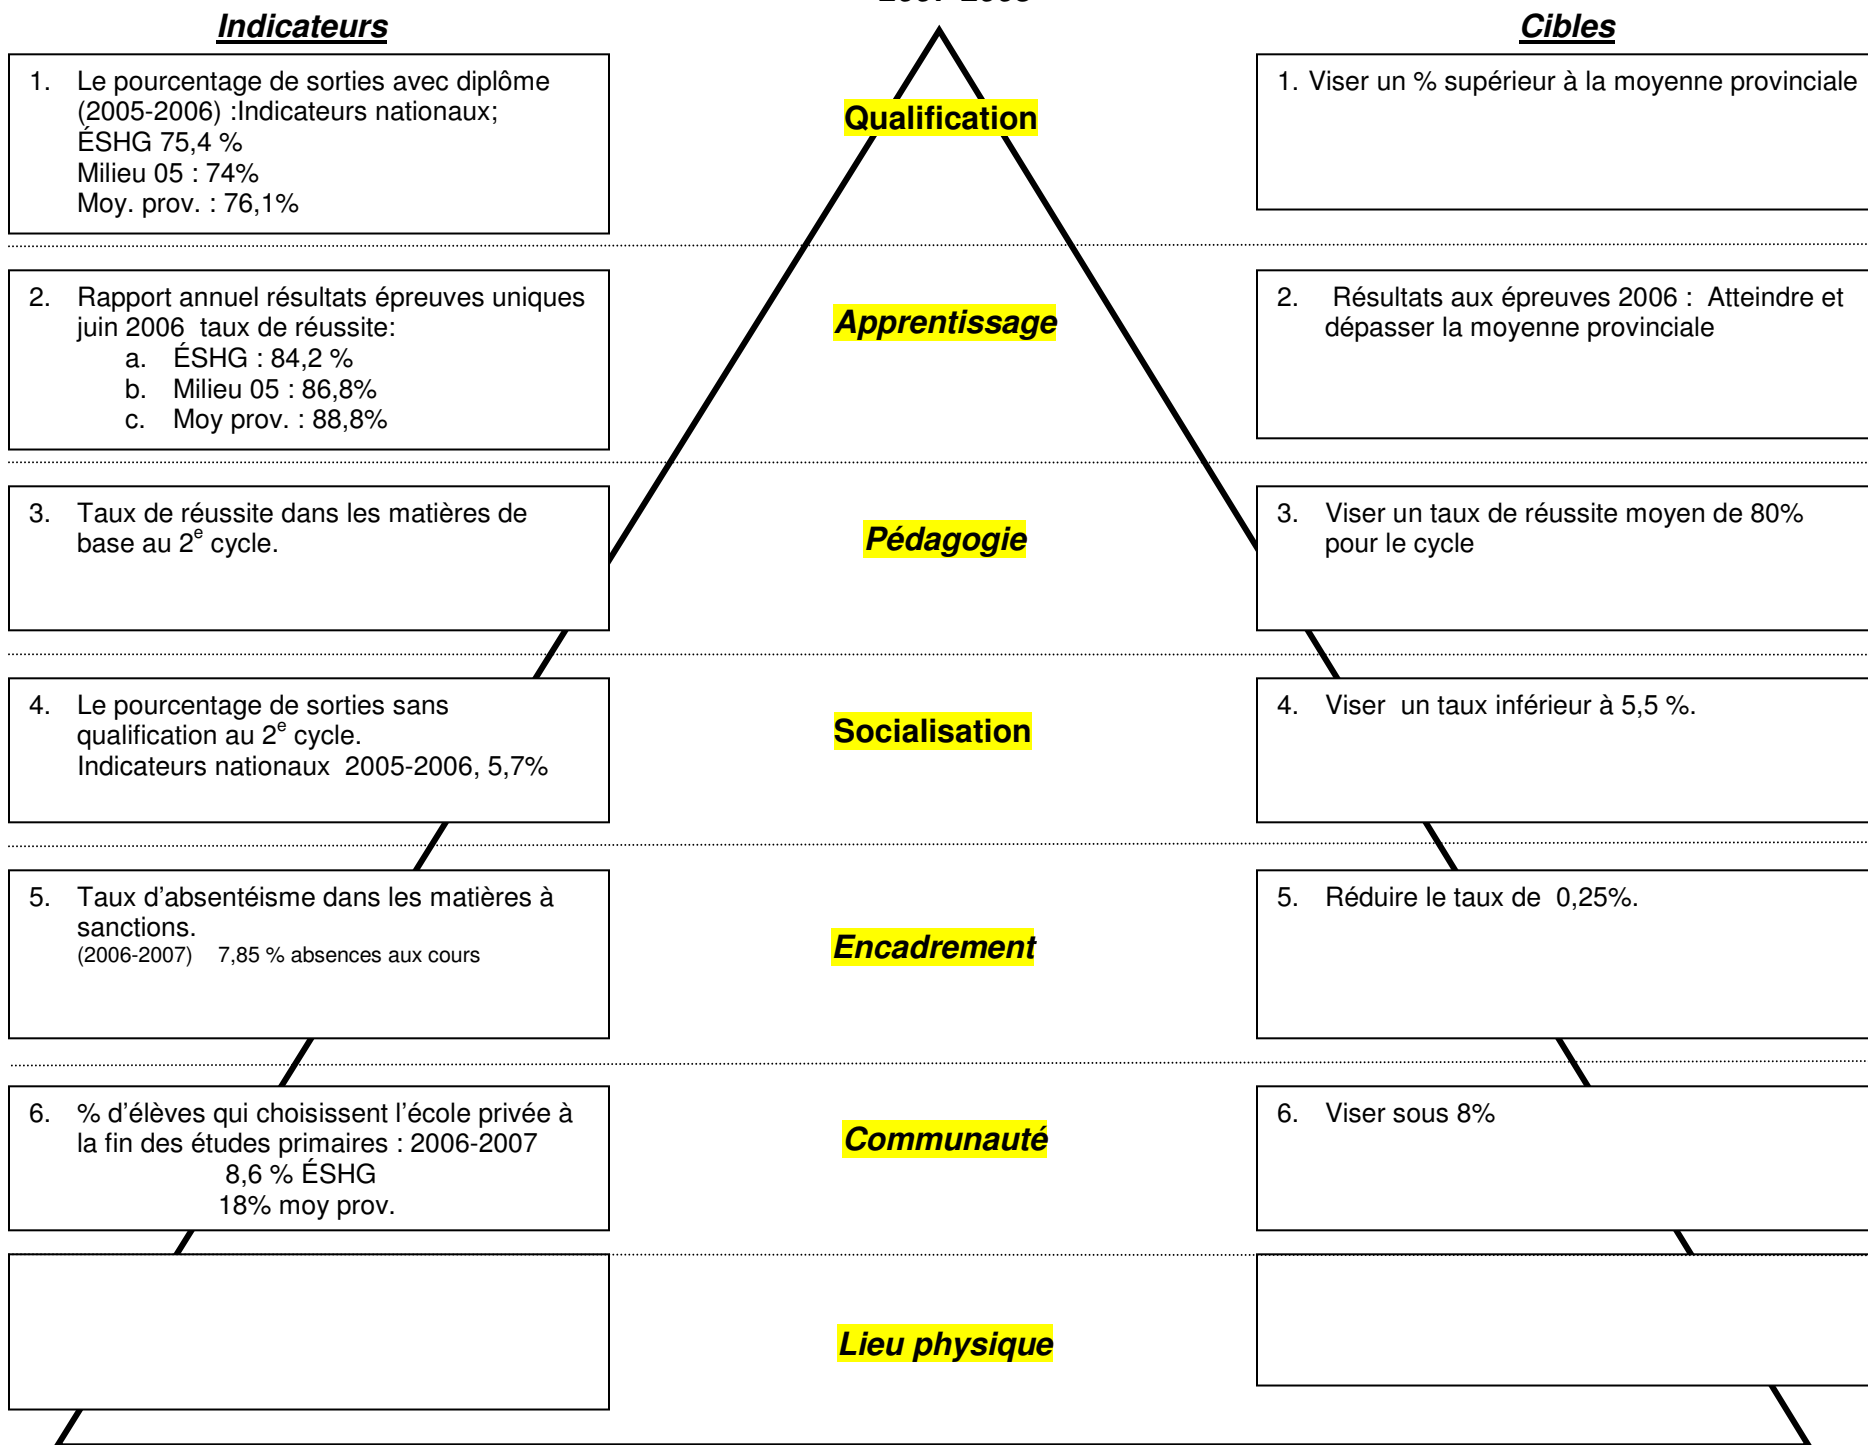 Indicateurs
Cibles
1. Le pourcentage de sorties avec diplôme
(2005-2006) :Indicateurs nationaux;
ÉSHG 75,4 %
Milieu 05 : 74%
Moy. prov. : 76,1%
Qualification
1. Viser un % supérieur à la moyenne provinciale
2. Rapport annuel résultats épreuves uniques
juin 2006 taux de réussite:
a. ÉSHG : 84,2 %
b. Milieu 05 : 86,8%
c. Moy prov. : 88,8%
Apprentissage
2. Résultats aux épreuves 2006 : Atteindre et
dépasser la moyenne provinciale
3. Taux de réussite dans les matières de
base au 2e cycle.
Pédagogie
3. Viser un taux de réussite moyen de 80%
pour le cycle
4. Le pourcentage de sorties sans
qualification au 2e cycle.
Indicateurs nationaux 2005-2006, 5,7%
Socialisation
4. Viser un taux inférieur à 5,5 %.
5. Taux d'absentéisme dans les matières à
sanctions.
(2006-2007) 7,85 % absences aux cours
Encadrement
5. Réduire le taux de 0,25%.
6. % d'élèves qui choisissent l'école privée à
la fin des études primaires : 2006-2007
8,6 % ÉSHG
18% moy prov.
Communauté
6. Viser sous 8%
Lieu physique